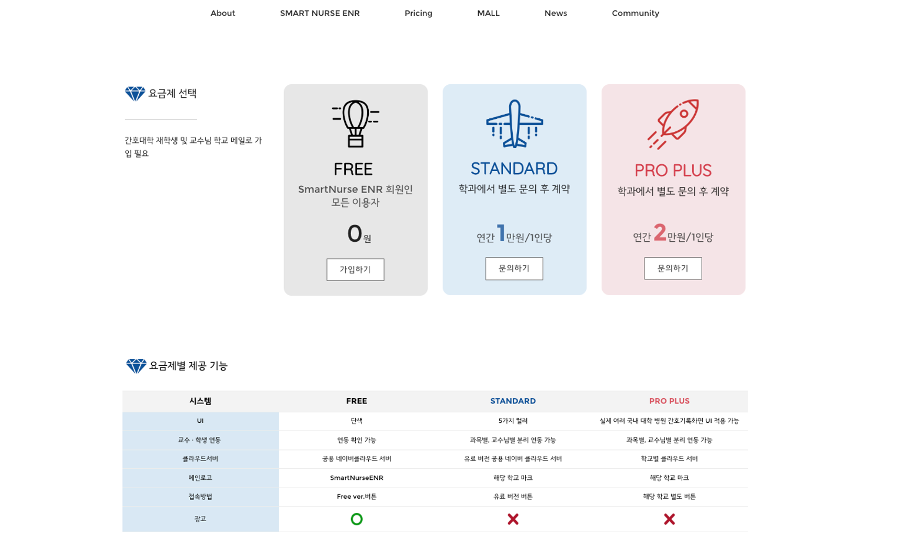 About SMART NURSE ENR Pricing MALL News Community
요금제 선택
간호대학 재학생 및 교수님 학교 메일로 가
입 필요
FREE
SmartNurse ENR 회원인
모든 이용자
0원
가입하기
STANDARD
학과에서 별도 문의 후 계약
연간 1만원/1인당
문의하기
PRO PLUS
학과에서 별도 문의 후 계약
연간 2만원/1인당
문의하기
요금제별 제공 기능
시스템 FREE STANDARD PRO PLUS
UI 단색 5가지 컬러 실제 여러 국내 대학 병원 간호기록화면 UI 적용 가능
교수 · 학생 연동 연동 확인 가능 과목별, 교수님별 분리 연동 가능 과목별, 교수님별 분리 연동 가능
클라우드서버 공용 네이버클라우드 서버 유료 버전 공용 네이버 클라우드 서버 학교별 클라우드 서버
메인로고 SmartNurseENR 해당 학교 마크 해당 학교 마크
접속방법 Free ver.버튼 유료 버전 버튼 해당 학교 별도 버튼
광고